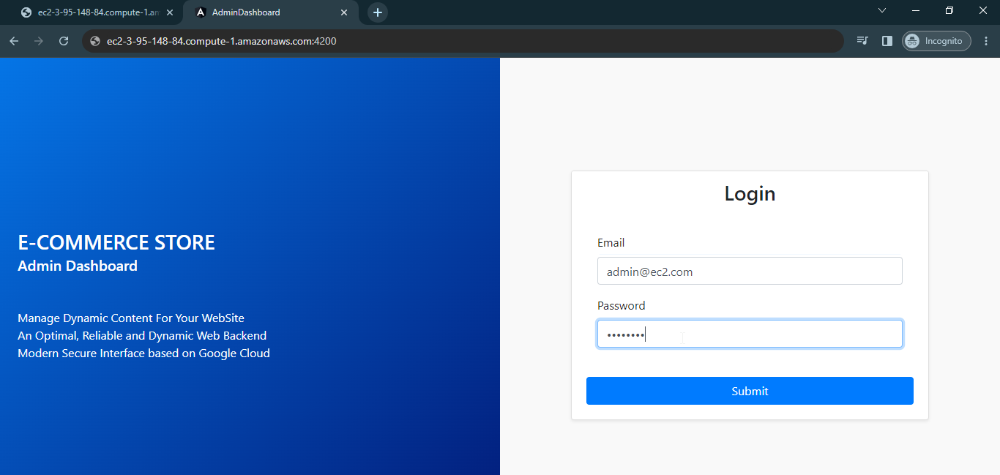 ec2-3-95-148-84.compute-1.am
AdminDashboard
ec2-3-95-148-84.compute-1.amazonaws.com:4200
Incognito
E-COMMERCE STORE
Admin Dashboard
Manage Dynamic Content For Your WebSite
An Optimal, Reliable and Dynamic Web Backend
Modern Secure Interface based on Google Cloud
Login
Email
admin@ec2.com
Password
••••••••
Submit